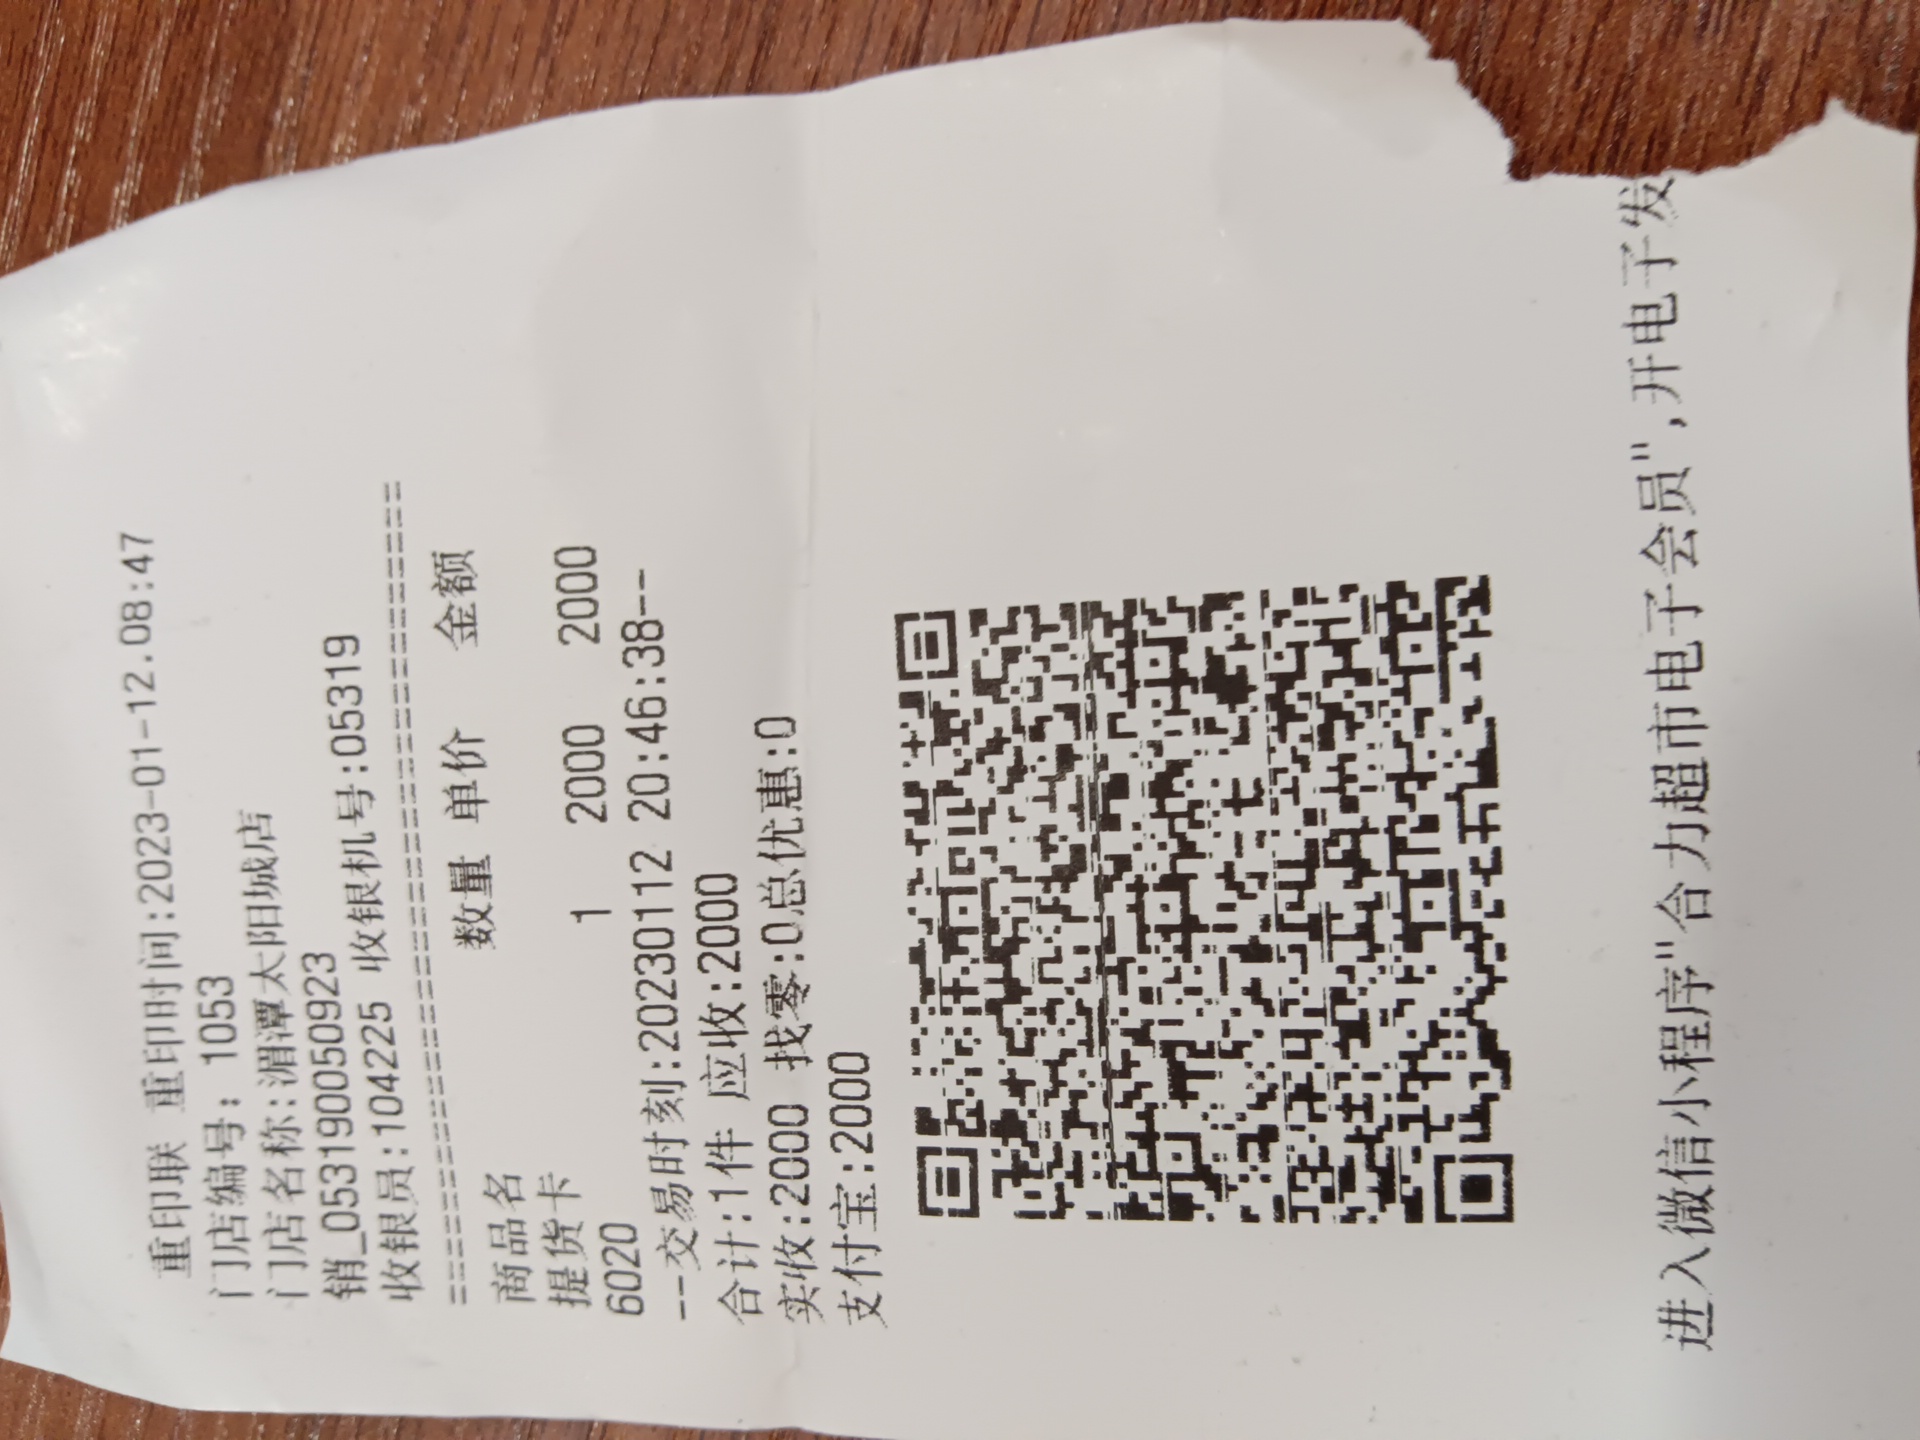 重印联 重印时间:2023-01-12.08:47
门店编号: 1053
门店名称:湄潭太阳城店
销_0531900050923
收银员:104225 收银机号:05319
商品名 数量 单价 金额
提货卡
6020 1 2000 2000
--交易时刻:20230112 20:46:38--
合计:1件 应收:2000
实收:2000 找零:0总优惠:0
支付宝:2000
进入微信小程序"合力超市电子会员",开电子发